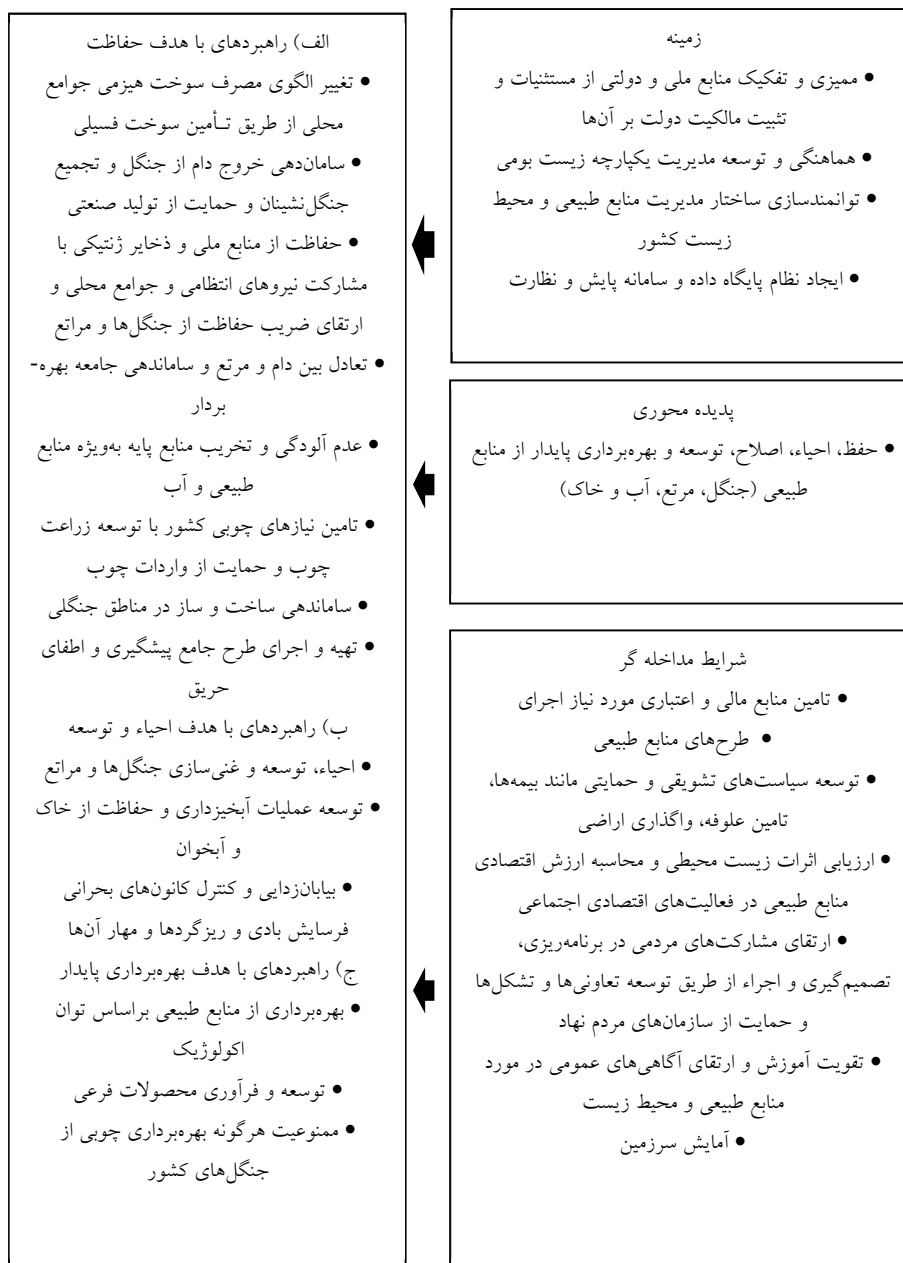 زمینه
● ممیزی و تفکیک منابع ملی و دولتی از مستثنیات و
تثبیت مالکیت دولت بر آن‌ها
● هماهنگی و توسعه مدیریت یکپارچه زیست بومی
● توانمندسازی ساختار مدیریت منابع طبیعی و محیط
زیست کشور
● ایجاد نظام پایگاه داده و سامانه پایش و نظارت
پدیده محوری
● حفظ، احیاء، اصلاح، توسعه و بهره‌برداری پایدار از منابع
طبیعی (جنگل، مرتع، آب و خاک)
شرایط مداخله گر
● تامین منابع مالی و اعتباری مورد نیاز اجرای
● طرح‌های منابع طبیعی
● توسعه سیاست‌های تشویقی و حمایتی مانند بیمه‌ها،
تامین علوفه، واگذاری اراضی
● ارزیابی اثرات زیست محیطی و محاسبه ارزش اقتصادی
منابع طبیعی در فعالیت‌های اقتصادی اجتماعی
● ارتقای مشارکت‌های مردمی در برنامه‌ریزی،
تصمیم‌گیری و اجراء از طریق توسعه تعاونی‌ها و تشکل‌ها
و حمایت از سازمان‌های مردم نهاد
● تقویت آموزش و ارتقای آگاهی‌های عمومی در مورد
منابع طبیعی و محیط زیست
● آمایش سرزمین
الف) راهبردهای با هدف حفاظت
● تغییر الگوی مصرف سوخت هیزمی جوامع
محلی از طریق تـأمین سوخت فسیلی
● سامان‌دهی خروج دام از جنگل و تجمیع
جنگل‌نشینان و حمایت از تولید صنعتی
● حفاظت از منابع ملی و ذخایر ژنتیکی با
مشارکت نیروهای انتظامی و جوامع محلی و
ارتقای ضریب حفاظت از جنگل‌ها و مراتع
● تعادل بین دام و مرتع و ساماندهی جامعه بهره-
بردار
● عدم آلودگی و تخریب منابع پایه به‌ویژه منابع
طبیعی و آب
● تامین نیازهای چوبی کشور با توسعه زراعت
چوب و حمایت از واردات چوب
● ساماندهی ساخت و ساز در مناطق جنگلی
● تهیه و اجرای طرح جامع پیشگیری و اطفای
حریق
ب) راهبردهای با هدف احیاء و توسعه
● احیاء، توسعه و غنی‌سازی جنگل‌ها و مراتع
● توسعه عملیات آبخیزداری و حفاظت از خاک
و آبخوان
● بیابان‌زدایی و کنترل کانون‌های بحرانی
فرسایش بادی و ریزگردها و مهار آن‌ها
ج) راهبردهای با هدف بهره‌برداری پایدار
● بهره‌برداری از منابع طبیعی براساس توان
اکولوژیک
● توسعه و فرآوری محصولات فرعی
● ممنوعیت هرگونه بهره‌برداری چوبی از
جنگل‌های کشور